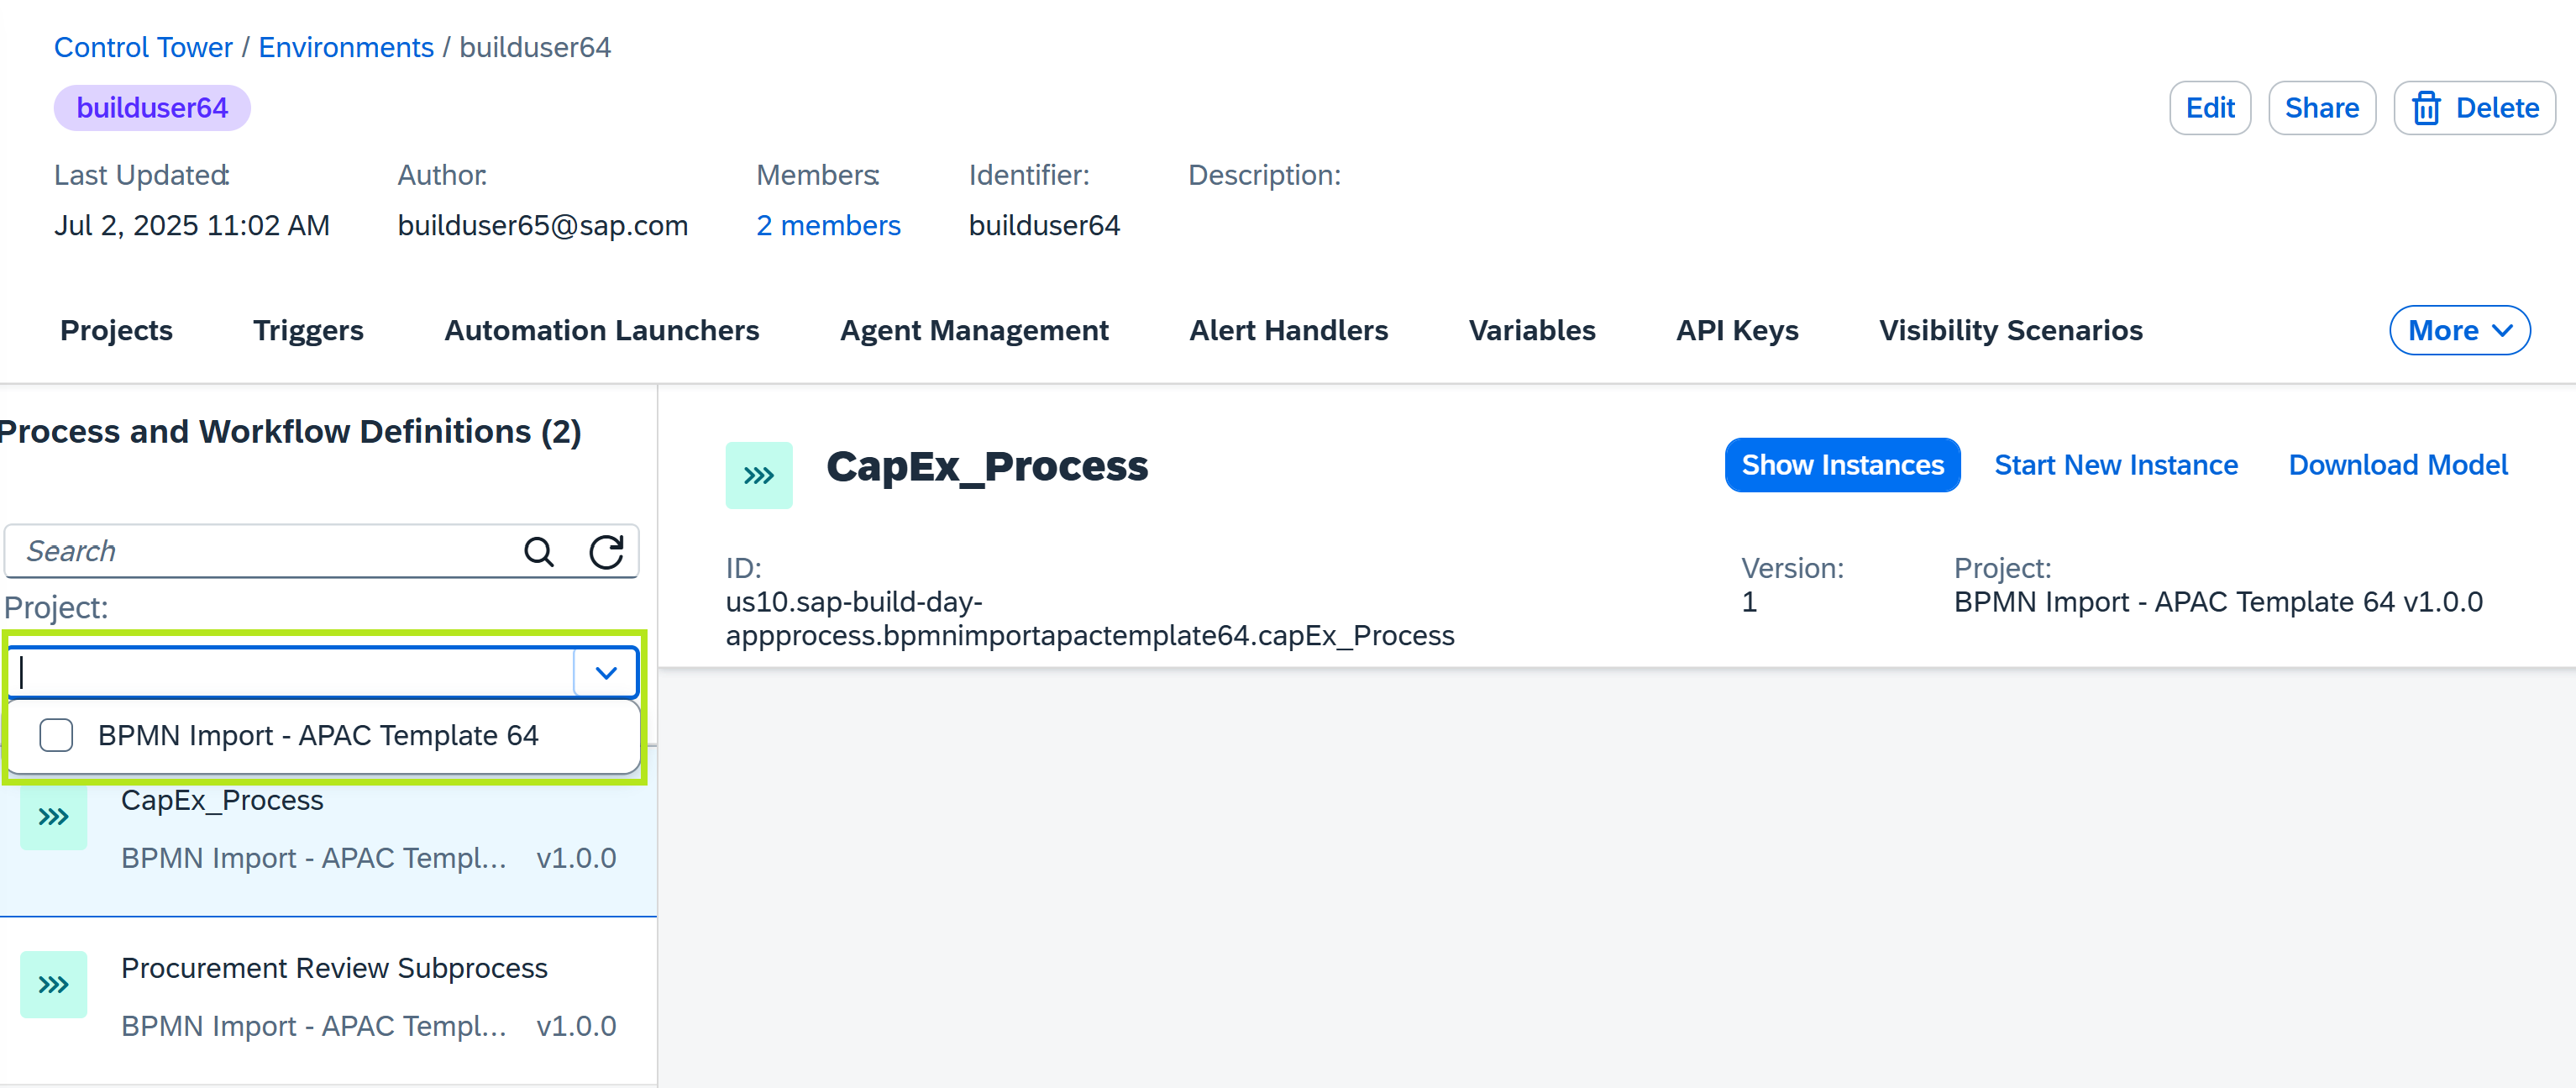 Control Tower / Environments / builduser64
builduser64
Edit
Share
Delete
Last Updated:
Jul 2, 2025 11:02 AM
Author:
builduser65@sap.com
Members:
2 members
Identifier:
builduser64
Description:
Projects
Triggers
Automation Launchers
Agent Management
Alert Handlers
Variables
API Keys
Visibility Scenarios
More
Process and Workflow Definitions (2)
Search
Project:
BPMN Import - APAC Template 64
CapEx_Process
BPMN Import - APAC Templ... v1.0.0
Procurement Review Subprocess
BPMN Import - APAC Templ... v1.0.0
CapEx_Process
Show Instances
Start New Instance
Download Model
ID:
us10.sap-build-day-
appprocess.bpmnimportapactemplate64.capEx_Process
Version:
1
Project:
BPMN Import - APAC Template 64 v1.0.0